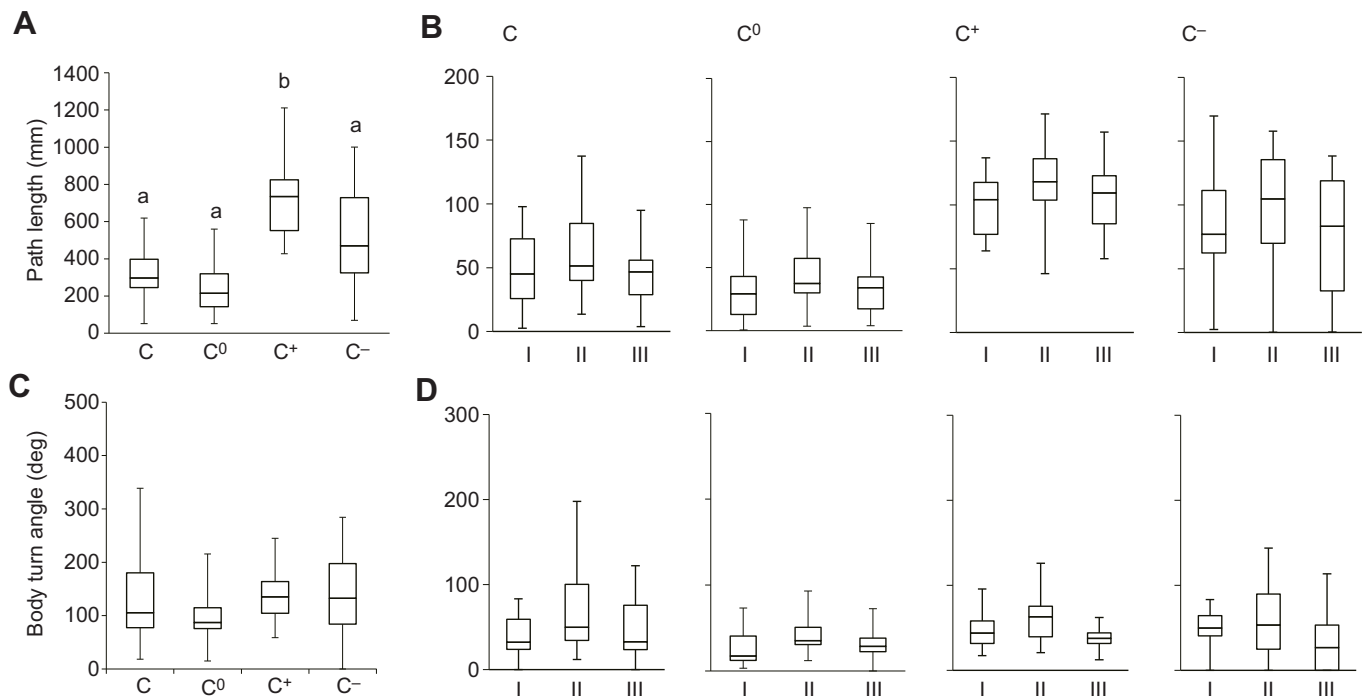 A
Path length (mm)
1400
1200
1000
800
600
400
200
0
a
a
b
a
C C⁰ C⁺ C⁻
B
C C⁰ C⁺ C⁻
200
150
100
50
0
I II III I II III I II III I II III
C
Body turn angle (deg)
500
400
300
200
100
0
C C⁰ C⁺ C⁻
D
300
200
100
0
I II III I II III I II III I II III